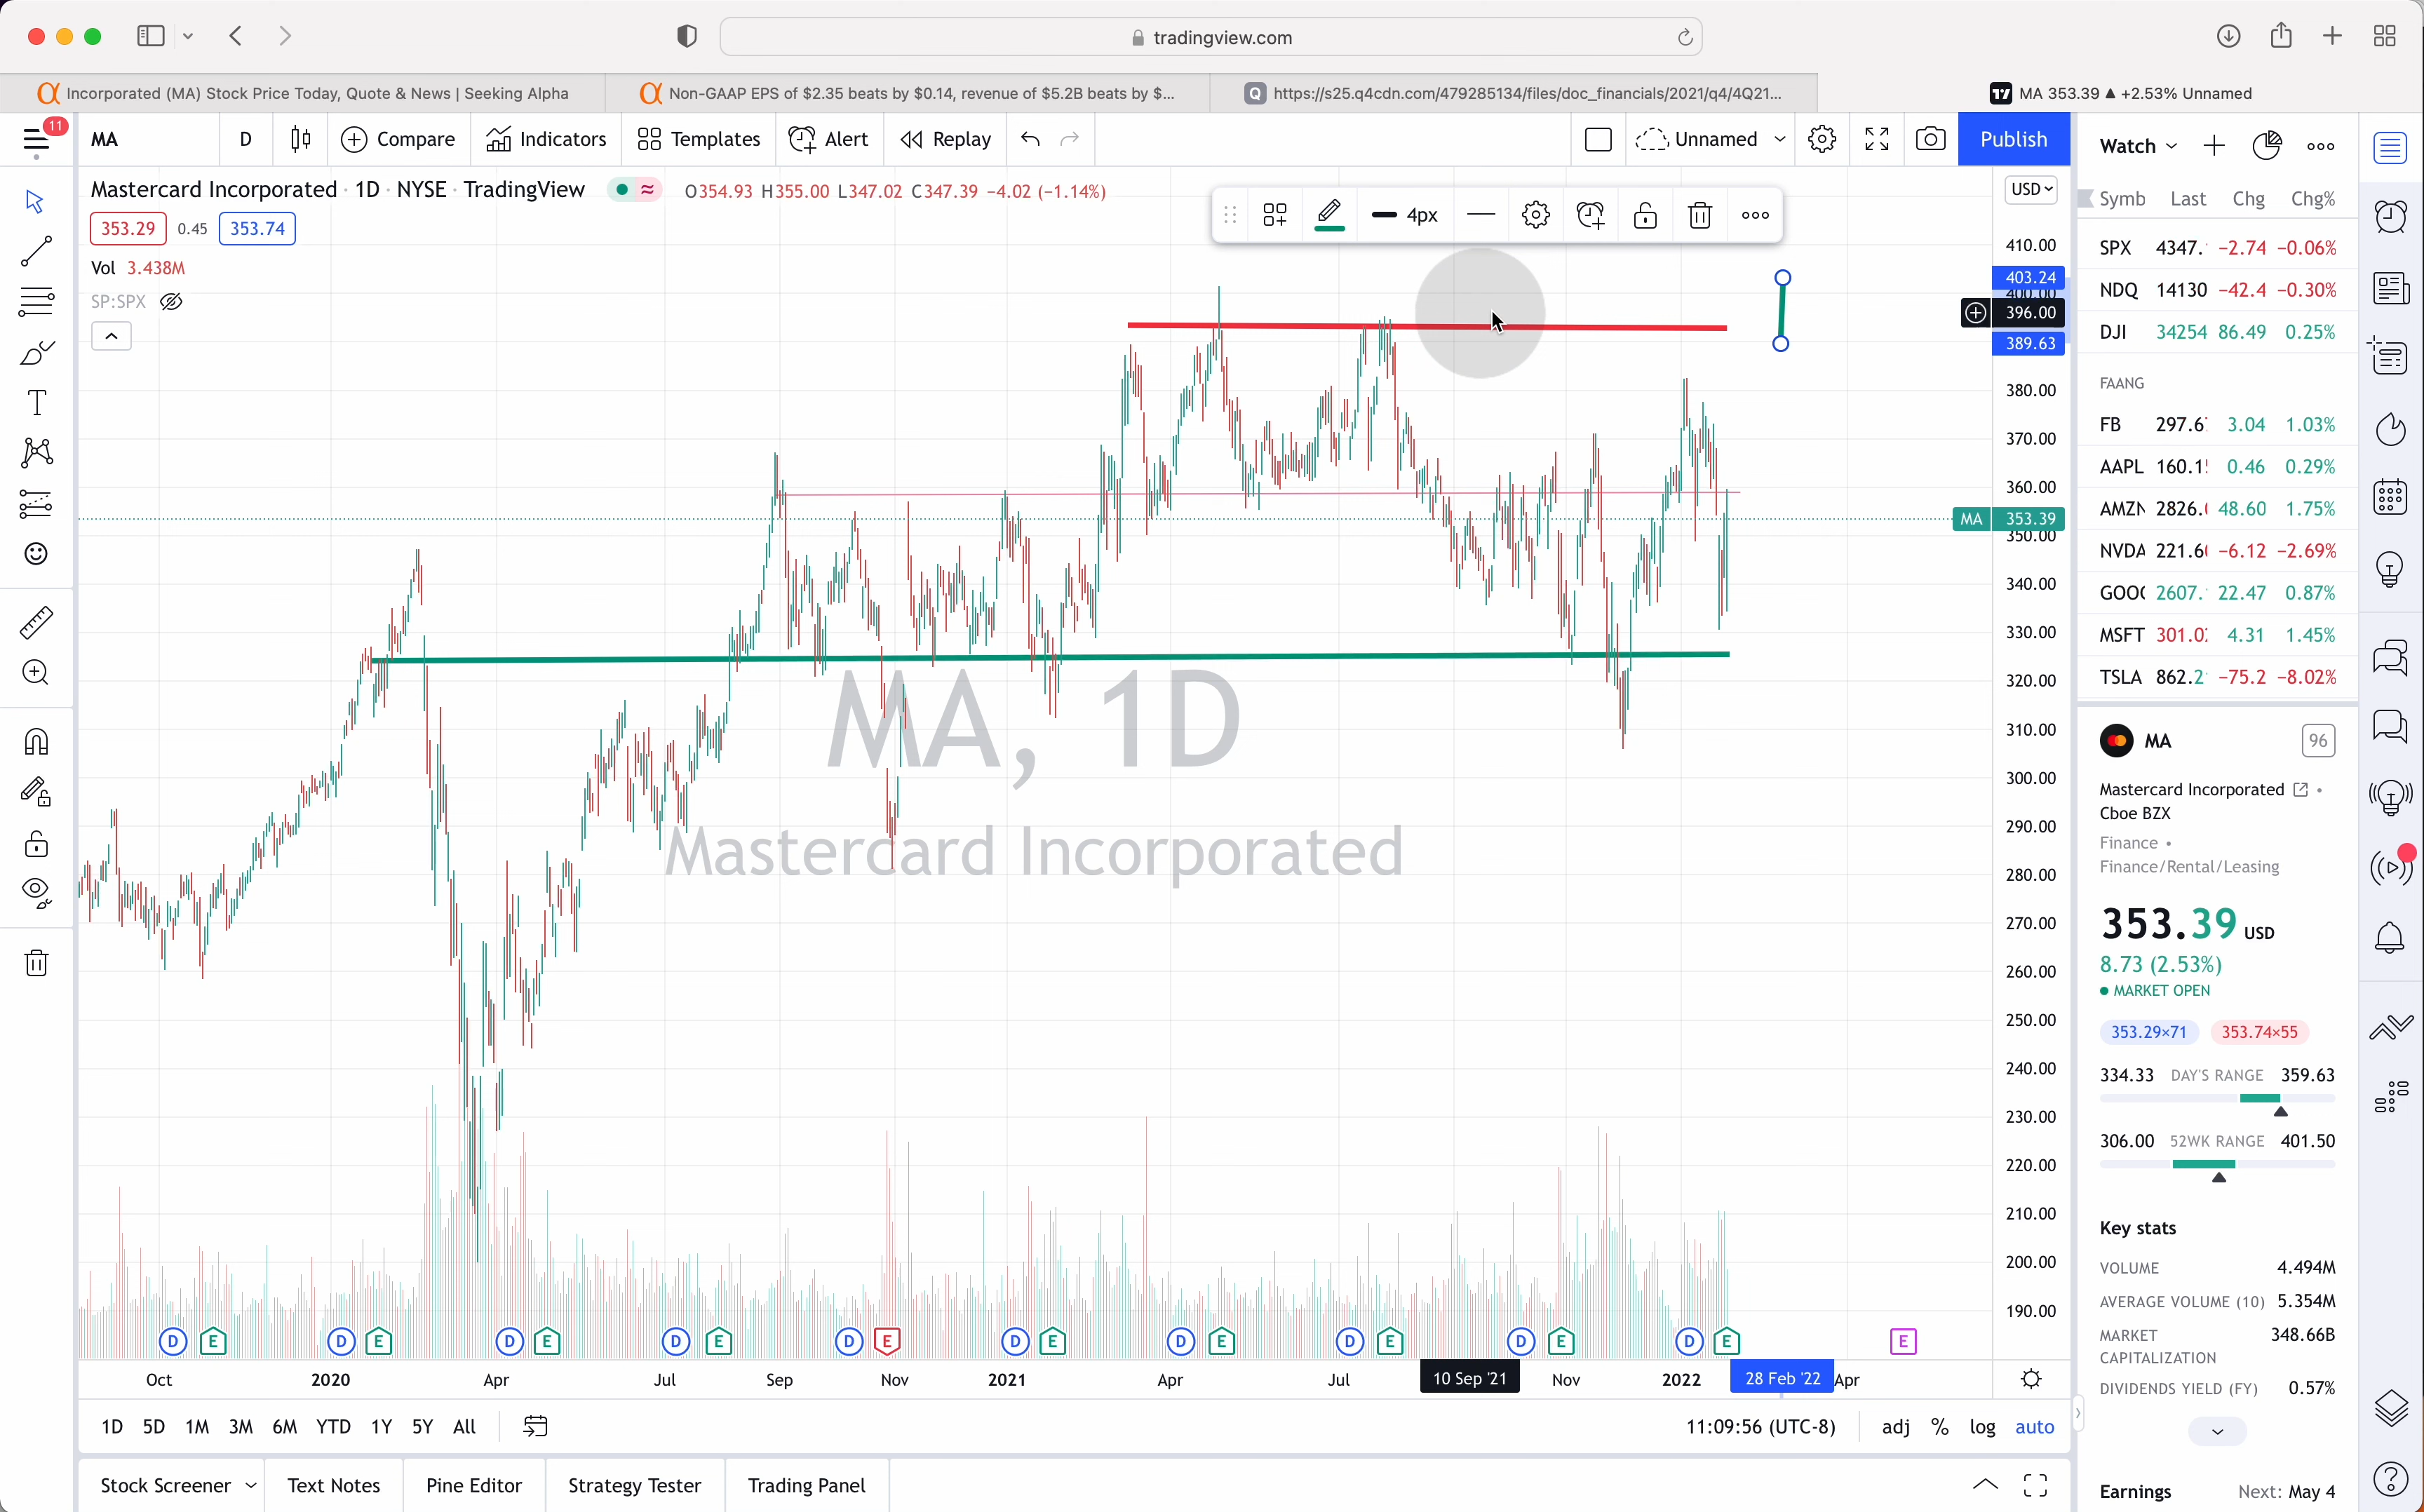 tradingview.com
Incorporated (MA) Stock Price Today, Quote & News | Seeking Alpha
Non-GAAP EPS of $2.35 beats by $0.14, revenue of $5.2B beats by $...
https://s25.q4cdn.com/479285134/files/doc_financials/2021/q4/4Q21...
MA 353.39 ▲ +2.53% Unnamed
11
MA D Compare Indicators Templates Alert Replay Unnamed Publish
Mastercard Incorporated · 1D · NYSE · TradingView O354.93 H355.00 L347.02 C347.39 −4.02 (−1.14%)
353.29 0.45 353.74
Vol 3.438M
SP:SPX
4px
USD
410.00
403.24
396.00
389.63
380.00
370.00
360.00
MA 353.39
350.00
340.00
330.00
320.00
310.00
300.00
290.00
280.00
270.00
260.00
250.00
240.00
230.00
220.00
210.00
200.00
190.00
MA, 1D
Mastercard Incorporated
D E D E D E D E D E D E D E D E D E D E E
Oct 2020 Apr Jul Sep Nov 2021 Apr Jul 10 Sep '21 Nov 2022 28 Feb '22 Apr
1D 5D 1M 3M 6M YTD 1Y 5Y All
11:09:56 (UTC-8) adj % log auto
Stock Screener Text Notes Pine Editor Strategy Tester Trading Panel
Watch
Symb Last Chg Chg%
SPX 4347. −2.74 −0.06%
NDQ 14130 −42.4 −0.30%
DJI 34254 86.49 0.25%
FAANG
FB 297.6 3.04 1.03%
AAPL 160.1 0.46 0.29%
AMZN 2826. 48.60 1.75%
NVDA 221.6 −6.12 −2.69%
GOO 2607. 22.47 0.87%
MSFT 301.0 4.31 1.45%
TSLA 862.2 −75.2 −8.02%
MA 96
Mastercard Incorporated
Cboe BZX
Finance
Finance/Rental/Leasing
353.39 USD
8.73 (2.53%)
MARKET OPEN
353.29×71 353.74×55
334.33 DAY'S RANGE 359.63
306.00 52WK RANGE 401.50
Key stats
VOLUME 4.494M
AVERAGE VOLUME (10) 5.354M
MARKET CAPITALIZATION 348.66B
DIVIDENDS YIELD (FY) 0.57%
Earnings Next: May 4